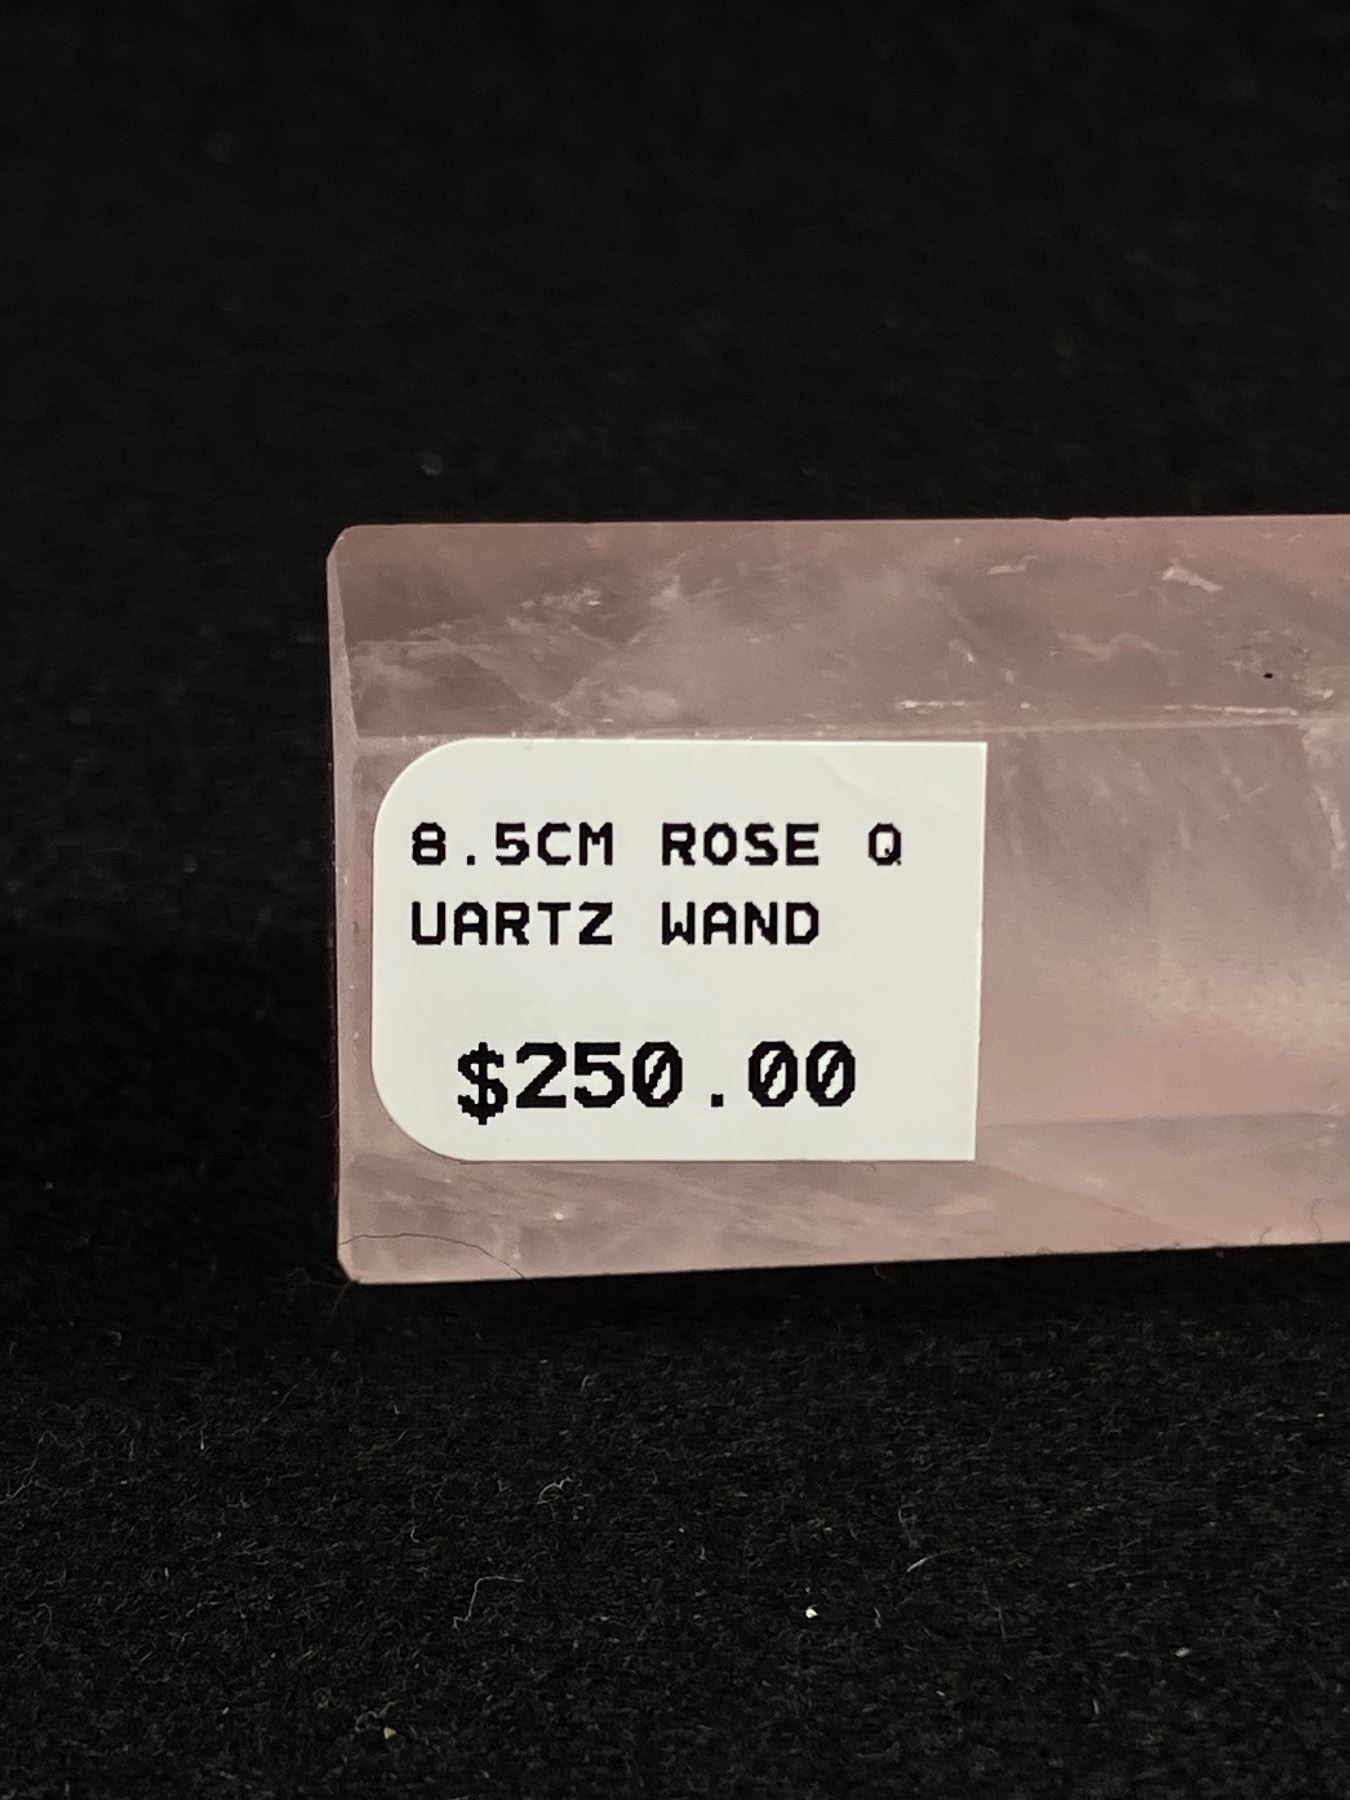 8.5CM ROSE Q
UARTZ WAND
$250.00